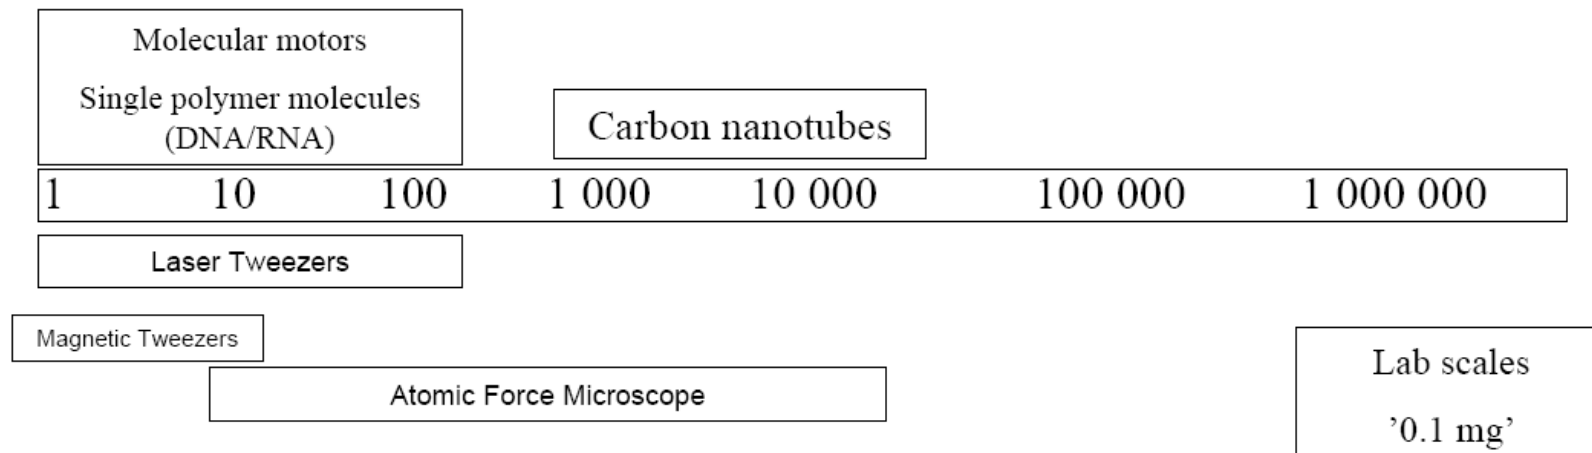 Molecular motors
Single polymer molecules
(DNA/RNA)
Carbon nanotubes
1 10 100 1 000 10 000 100 000 1 000 000
Laser Tweezers
Magnetic Tweezers
Atomic Force Microscope
Lab scales
’0.1 mg’